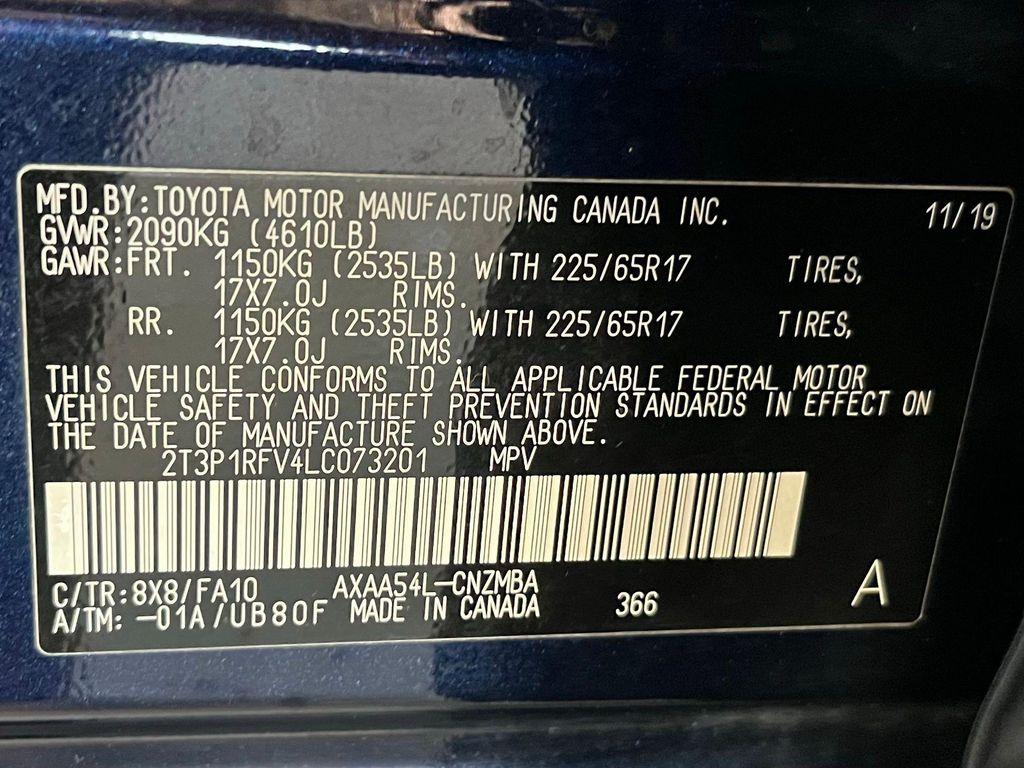 MFD.BY:TOYOTA MOTOR MANUFACTURING CANADA INC. 11/19
GVWR:2090KG (4610LB)
GAWR:FRT. 1150KG (2535LB) WITH 225/65R17 TIRES,
17X7.0J RIMS.
RR. 1150KG (2535LB) WITH 225/65R17 TIRES,
17X7.0J RIMS.
THIS VEHICLE CONFORMS TO ALL APPLICABLE FEDERAL MOTOR
VEHICLE SAFETY AND THEFT PREVENTION STANDARDS IN EFFECT ON
THE DATE OF MANUFACTURE SHOWN ABOVE.
2T3P1RFV4LC073201 MPV
C/TR:8X8/FA10 AXAA54L-CNZMBA
A/TM: -01A/UB80F MADE IN CANADA 366 A